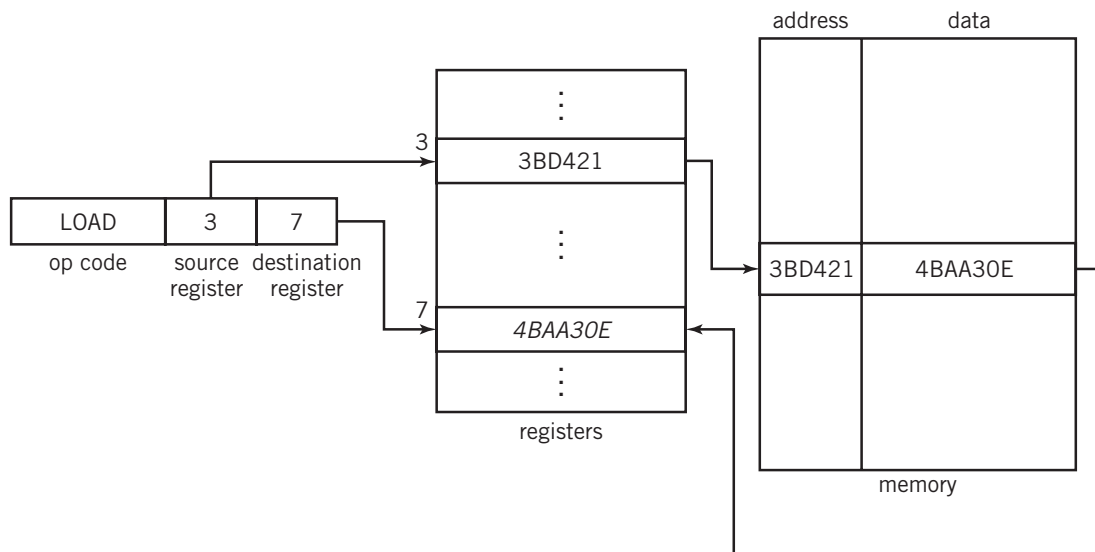 address data
⋮
3 3BD421
LOAD 3 7
op code source register destination register
⋮
3BD421 4BAA30E
7 4BAA30E
⋮
registers
memory